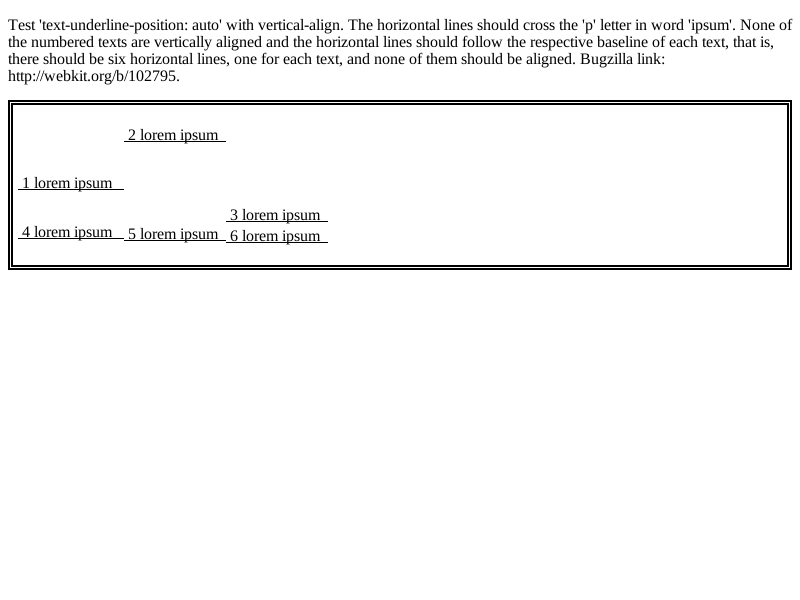 Test 'text-underline-position: auto' with vertical-align. The horizontal lines should cross the 'p' letter in word 'ipsum'. None of
the numbered texts are vertically aligned and the horizontal lines should follow the respective baseline of each text, that is,
there should be six horizontal lines, one for each text, and none of them should be aligned. Bugzilla link:
http://webkit.org/b/102795.
2 lorem ipsum
1 lorem ipsum
3 lorem ipsum
4 lorem ipsum
5 lorem ipsum
6 lorem ipsum